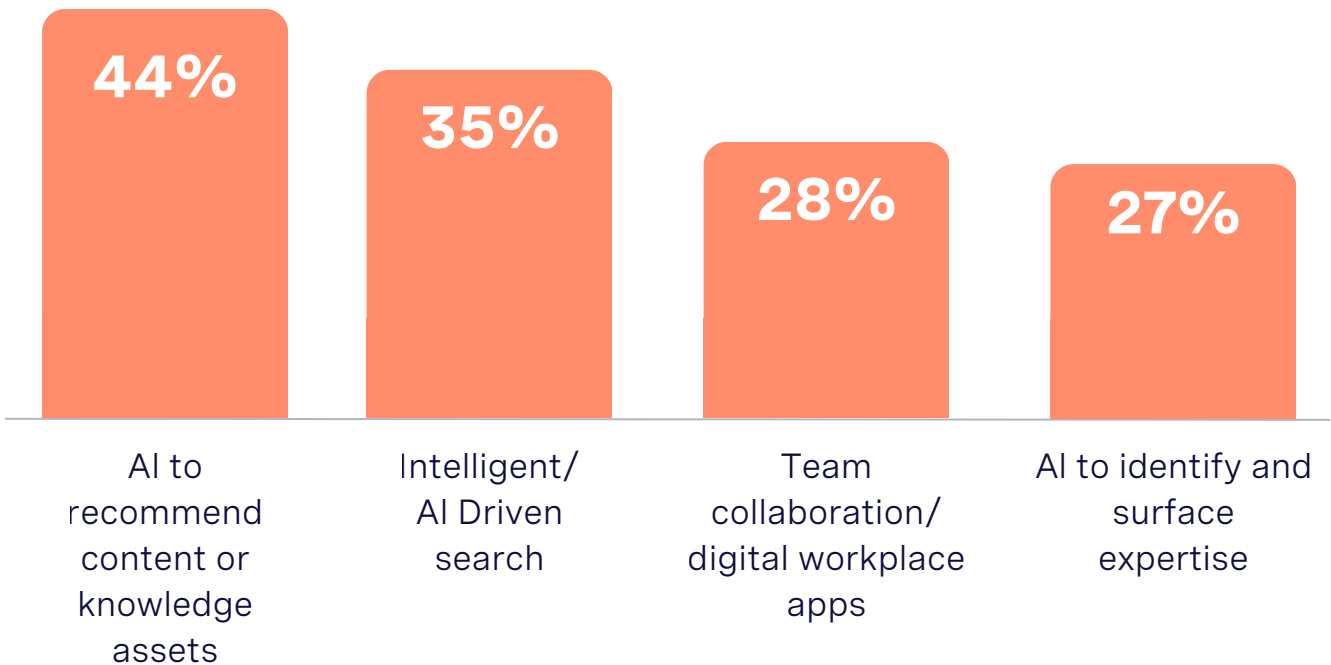 44%
35%
28%
27%
AI to
recommend
content or
knowledge
assets
Intelligent/
AI Driven
search
Team
collaboration/
digital workplace
apps
AI to identify and
surface
expertise